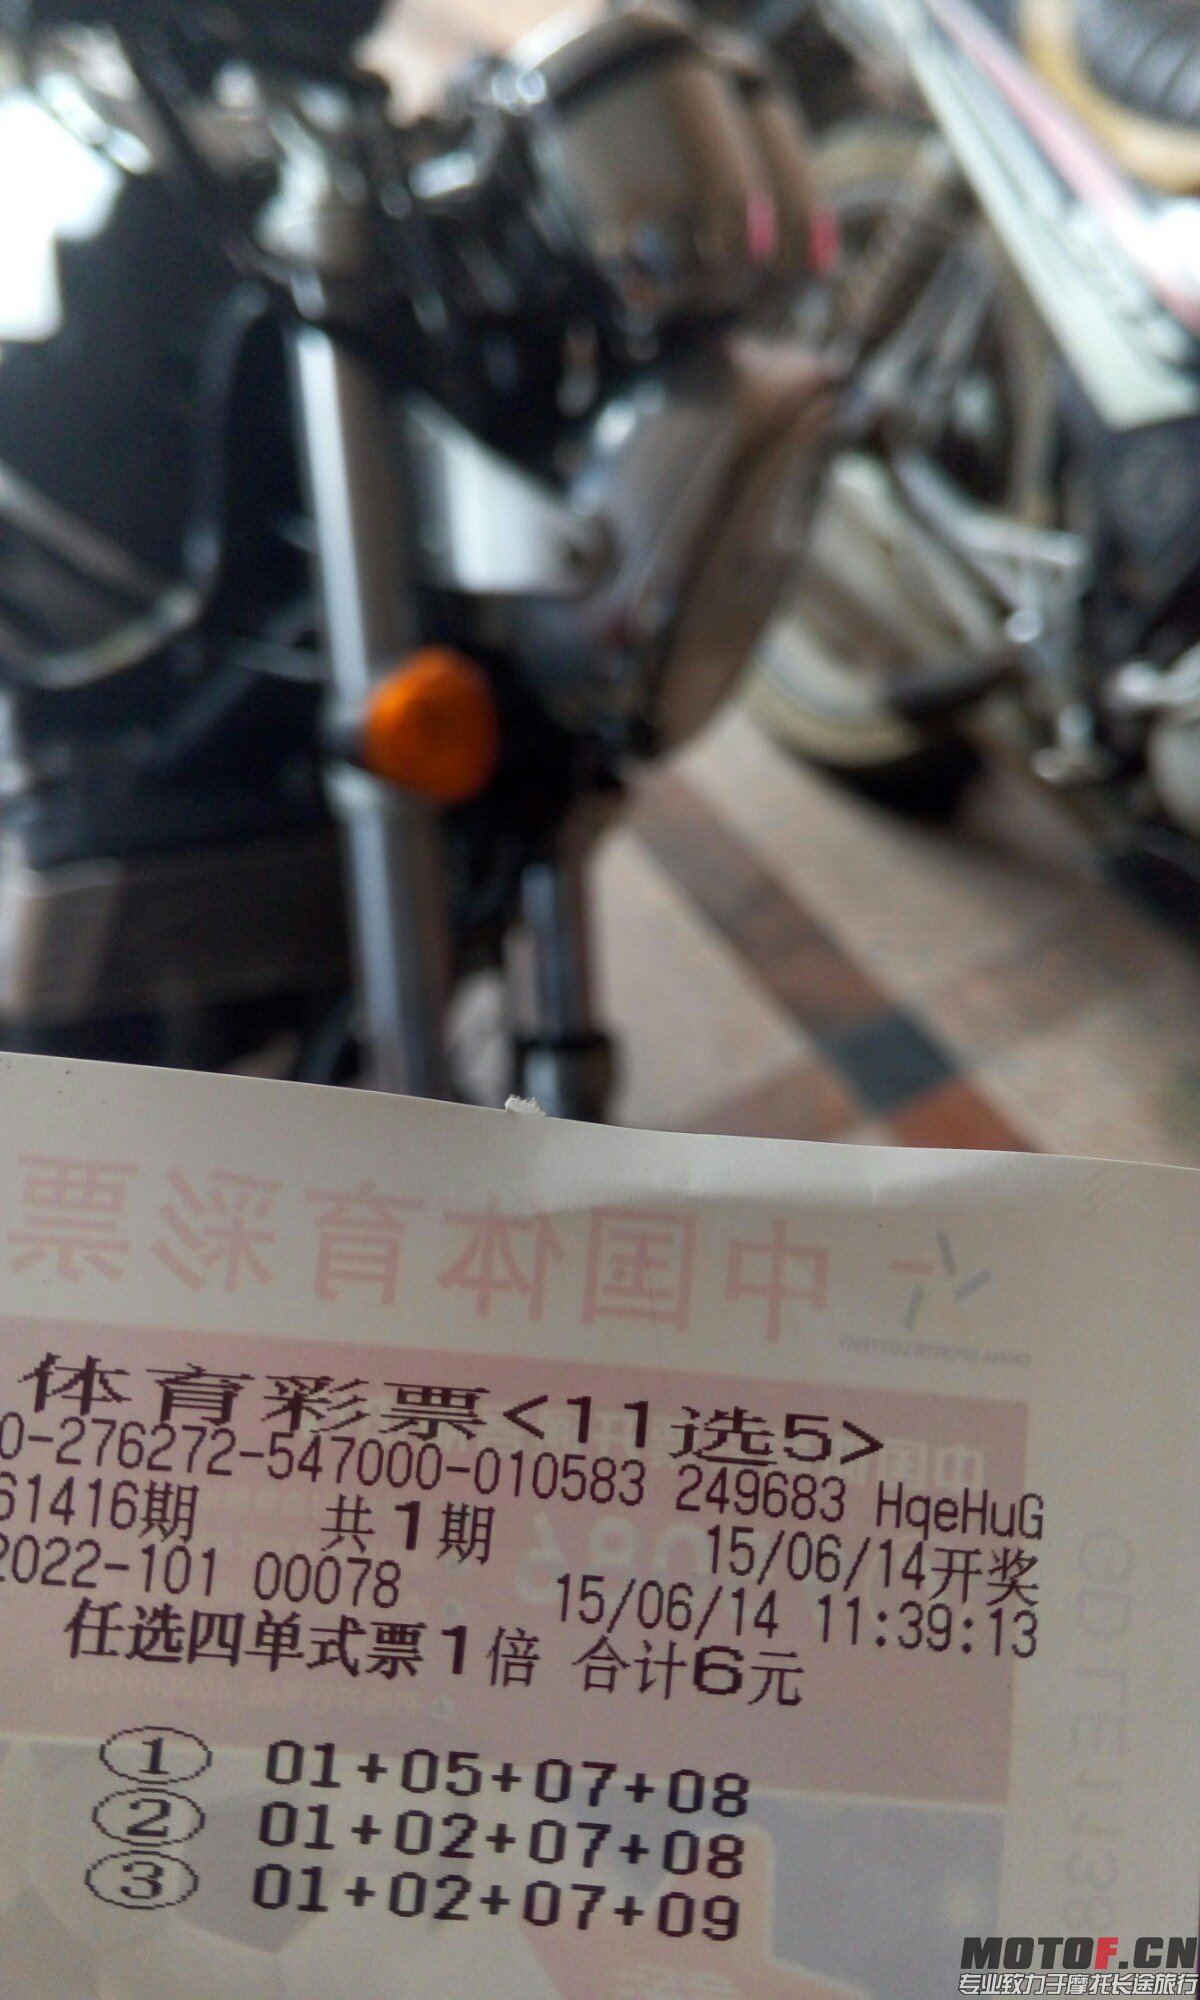 中国体育彩票
CHINA SPORTS LOTTERY
体育彩票<11选5>
0-276272-547000-010583 249683 HqeHuG
61416期 共1期 15/06/14开奖
2022-101 00078 15/06/14 11:39:13
任选四单式票1倍 合计6元
① 01+05+07+08
② 01+02+07+08
③ 01+02+07+09
MOTOF.CN
专业致力于摩托长途旅行